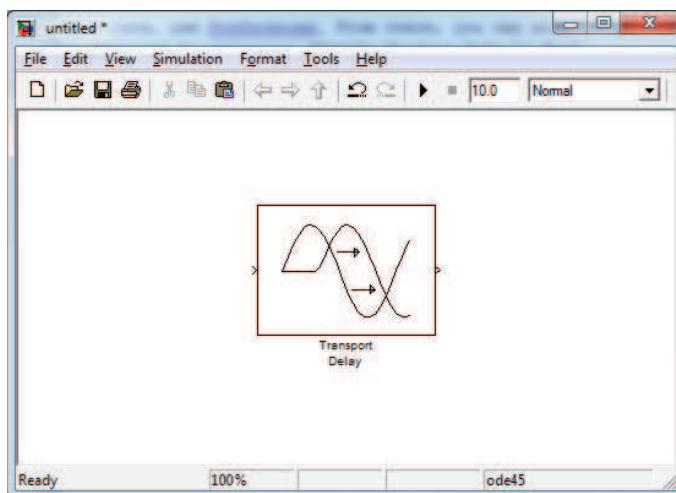 untitled *
File Edit View Simulation Format Tools Help
10.0 Normal
Transport
Delay
Ready 100% ode45